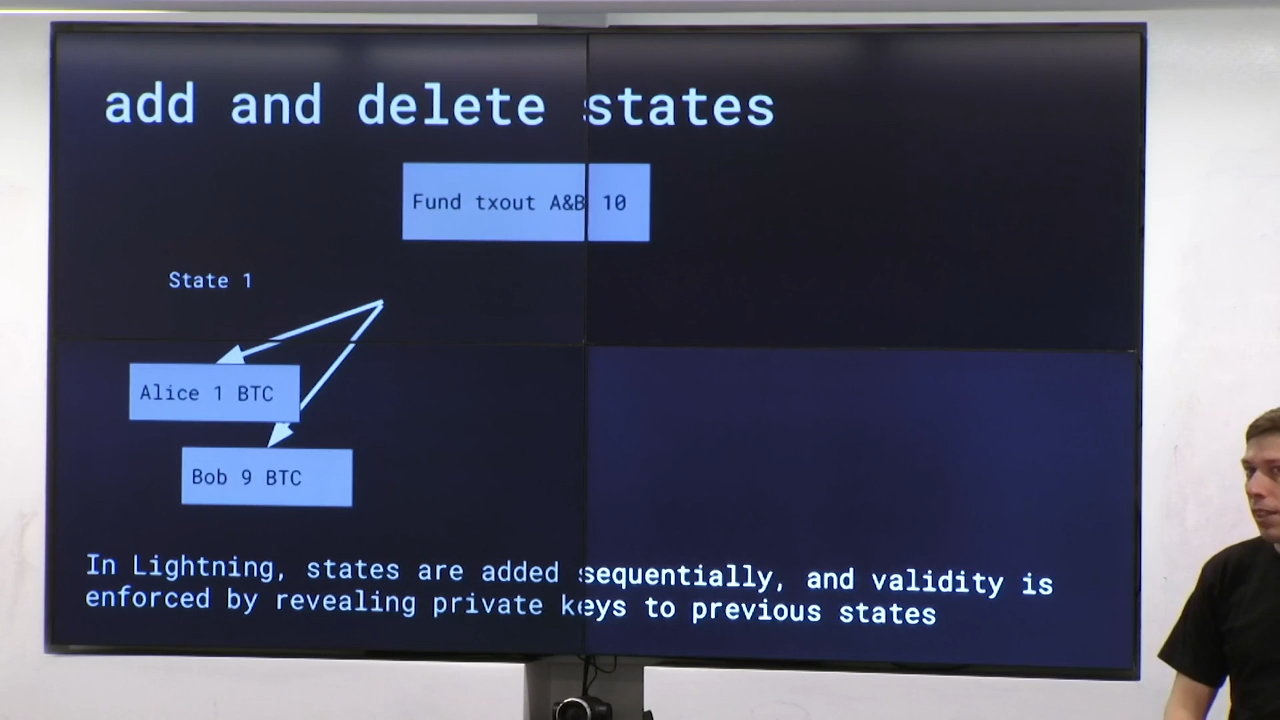 add and delete states
Fund txout A&B 10
State 1
Alice 1 BTC
Bob 9 BTC
In Lightning, states are added sequentially, and validity is
enforced by revealing private keys to previous states